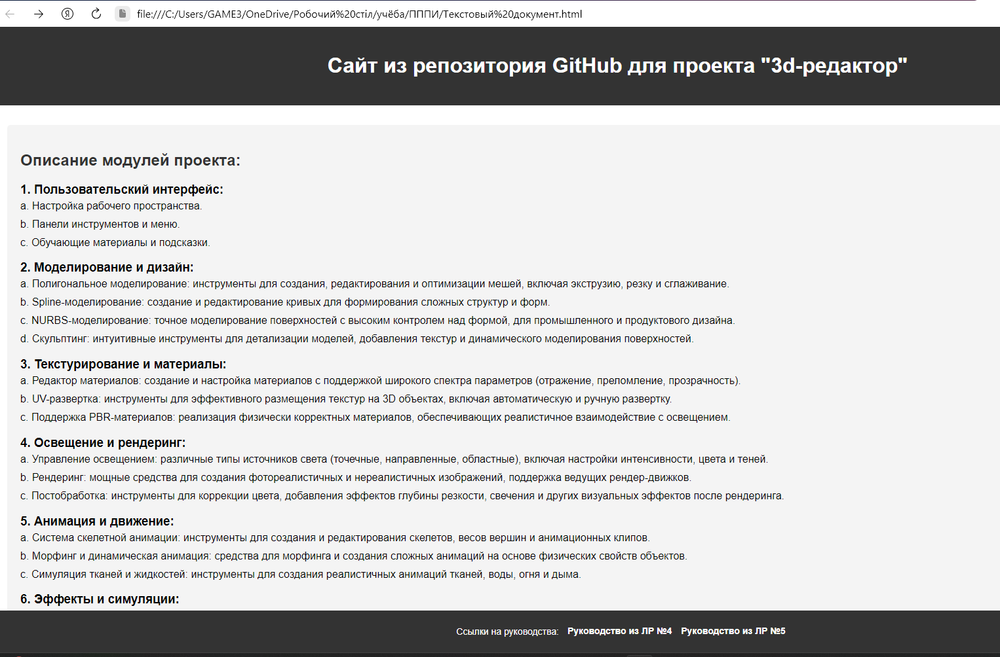 file:///C:/Users/GAME3/OneDrive/Робочий%20стіл/учёба/ПППИ/Текстовый%20документ.html
Сайт из репозитория GitHub для проекта "3d-редактор"
Описание модулей проекта:
1. Пользовательский интерфейс:
a. Настройка рабочего пространства.
b. Панели инструментов и меню.
c. Обучающие материалы и подсказки.
2. Моделирование и дизайн:
a. Полигональное моделирование: инструменты для создания, редактирования и оптимизации мешей, включая экструзию, резку и сглаживание.
b. Spline-моделирование: создание и редактирование кривых для формирования сложных структур и форм.
c. NURBS-моделирование: точное моделирование поверхностей с высоким контролем над формой, для промышленного и продуктового дизайна.
d. Скульптинг: интуитивные инструменты для детализации моделей, добавления текстур и динамического моделирования поверхностей.
3. Текстурирование и материалы:
a. Редактор материалов: создание и настройка материалов с поддержкой широкого спектра параметров (отражение, преломление, прозрачность).
b. UV-развертка: инструменты для эффективного размещения текстур на 3D объектах, включая автоматическую и ручную развертку.
c. Поддержка PBR-материалов: реализация физически корректных материалов, обеспечивающих реалистичное взаимодействие с освещением.
4. Освещение и рендеринг:
a. Управление освещением: различные типы источников света (точечные, направленные, областные), включая настройки интенсивности, цвета и теней.
b. Рендеринг: мощные средства для создания фотореалистичных и нереалистичных изображений, поддержка ведущих рендер-движков.
c. Постобработка: инструменты для коррекции цвета, добавления эффектов глубины резкости, свечения и других визуальных эффектов после рендеринга.
5. Анимация и движение:
a. Система скелетной анимации: инструменты для создания и редактирования скелетов, весов вершин и анимационных клипов.
b. Морфинг и динамическая анимация: средства для морфинга и создания сложных анимаций на основе физических свойств объектов.
c. Симуляция тканей и жидкостей: инструменты для создания реалистичных анимаций тканей, воды, огня и дыма.
6. Эффекты и симуляции:
Ссылки на руководства: Руководство из ЛР №4 Руководство из ЛР №5